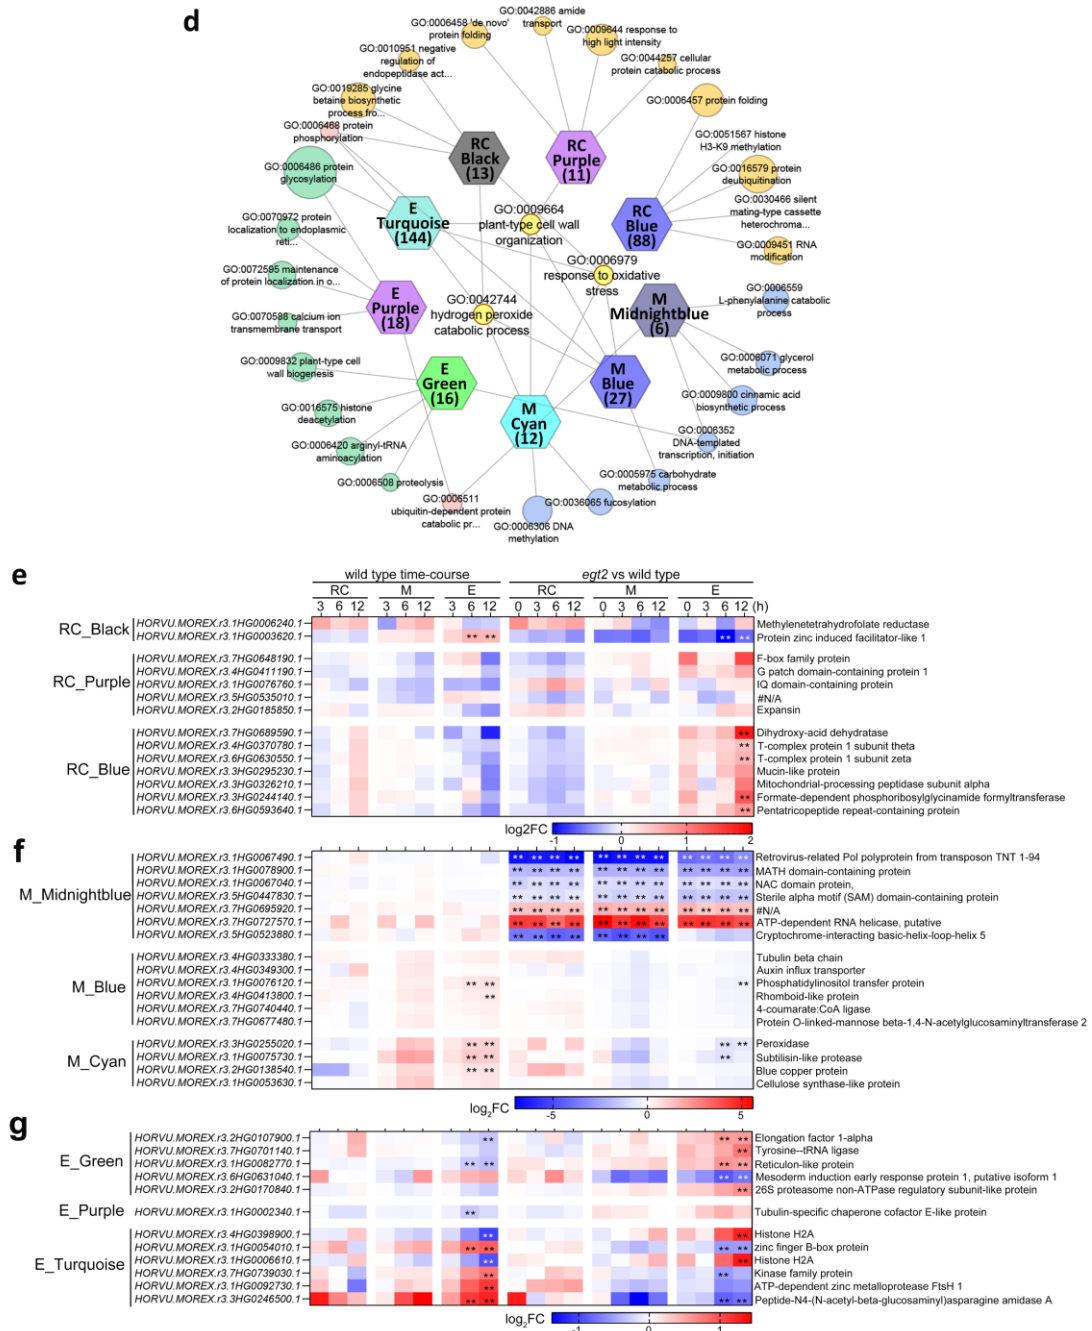 d
GO:0042886 amide
transport
GO:0006458 'de novo'
protein folding
GO:0009644 response to
high light intensity
GO:0010951 negative
regulation of
endopeptidase act...
GO:0044257 cellular
protein catabolic process
GO:0019285 glycine
betaine biosynthetic
process fro...
GO:0006457 protein folding
GO:0006468 protein
phosphorylation
GO:0051567 histone
H3-K9 methylation
RC
Black
(13)
RC
Purple
(11)
GO:0006486 protein
glycosylation
GO:0016579 protein
deubiquitination
GO:0030466 silent
mating-type cassette
heterochroma...
E
Turquoise
(144)
GO:0009664
plant-type cell wall
organization
RC
Blue
(88)
GO:0070972 protein
localization to endoplasmic
reti...
GO:0009451 RNA
modification
GO:0006979
response to oxidative
stress
GO:0072595 maintenance
of protein localization in o...
E
Purple
(18)
GO:0042744
hydrogen peroxide
catabolic process
M
Midnightblue
(6)
GO:0006559
L-phenylalanine catabolic
process
GO:0070588 calcium ion
transmembrane transport
GO:0009832 plant-type cell
wall biogenesis
GO:0006071 glycerol
metabolic process
E
Green
(16)
M
Blue
(27)
GO:0009800 cinnamic acid
biosynthetic process
M
Cyan
(12)
GO:0016575 histone
deacetylation
GO:0006352
DNA-templated
transcription, initiation
GO:0006420 arginyl-tRNA
aminoacylation
GO:0005975 carbohydrate
metabolic process
GO:0006508 proteolysis
GO:0006511
ubiquitin-dependent protein
catabolic pr...
GO:0036065 fucosylation
GO:0006306 DNA
methylation
e
wild type time-course egt2 vs wild type
RC M E RC M E
3 6 12 3 6 12 3 6 12 0 3 6 12 0 3 6 12 0 3 6 12 (h)
RC_Black
HORVU.MOREX.r3.1HG0006240.1 Methylenetetrahydrofolate reductase
HORVU.MOREX.r3.1HG0003620.1 ** ** ** ** Protein zinc induced facilitator-like 1
RC_Purple
HORVU.MOREX.r3.7HG0648190.1 F-box family protein
HORVU.MOREX.r3.4HG0411190.1 G patch domain-containing protein 1
HORVU.MOREX.r3.1HG0076760.1 IQ domain-containing protein
HORVU.MOREX.r3.5HG0535010.1 #N/A
HORVU.MOREX.r3.2HG0185850.1 Expansin
RC_Blue
HORVU.MOREX.r3.7HG0689590.1 ** Dihydroxy-acid dehydratase
HORVU.MOREX.r3.4HG0370780.1 ** T-complex protein 1 subunit theta
HORVU.MOREX.r3.6HG0630550.1 ** T-complex protein 1 subunit zeta
HORVU.MOREX.r3.3HG0295230.1 Mucin-like protein
HORVU.MOREX.r3.3HG0326210.1 Mitochondrial-processing peptidase subunit alpha
HORVU.MOREX.r3.3HG0244140.1 ** Formate-dependent phosphoribosylglycinamide formyltransferase
HORVU.MOREX.r3.6HG0593640.1 ** Pentatricopeptide repeat-containing protein
log2FC -1 0 1 2
f
M_Midnightblue
HORVU.MOREX.r3.1HG0067490.1 ** ** ** ** ** ** ** ** ** ** ** ** Retrovirus-related Pol polyprotein from transposon TNT 1-94
HORVU.MOREX.r3.1HG0078900.1 ** ** ** ** ** ** ** ** ** ** ** ** MATH domain-containing protein
HORVU.MOREX.r3.1HG0067040.1 ** ** ** ** ** ** ** ** ** ** ** ** NAC domain protein,
HORVU.MOREX.r3.5HG0447830.1 ** ** ** ** ** ** ** ** ** ** ** ** Sterile alpha motif (SAM) domain-containing protein
HORVU.MOREX.r3.7HG0695920.1 ** ** ** ** ** ** ** ** ** ** ** ** #N/A
HORVU.MOREX.r3.7HG0727570.1 ** ** ** ** ** ** ** ** ** ** ** ** ATP-dependent RNA helicase, putative
HORVU.MOREX.r3.5HG0523880.1 ** ** ** ** ** ** ** ** Cryptochrome-interacting basic-helix-loop-helix 5
M_Blue
HORVU.MOREX.r3.4HG0333380.1 Tubulin beta chain
HORVU.MOREX.r3.4HG0349300.1 Auxin influx transporter
HORVU.MOREX.r3.1HG0076120.1 ** ** ** Phosphatidylinositol transfer protein
HORVU.MOREX.r3.4HG0413800.1 ** Rhomboid-like protein
HORVU.MOREX.r3.7HG0740440.1 4-coumarate:CoA ligase
HORVU.MOREX.r3.7HG0677480.1 Protein O-linked-mannose beta-1,4-N-acetylglucosaminyltransferase 2
M_Cyan
HORVU.MOREX.r3.3HG0255020.1 ** ** ** ** Peroxidase
HORVU.MOREX.r3.1HG0075730.1 ** ** ** Subtilisin-like protease
HORVU.MOREX.r3.2HG0138540.1 ** ** Blue copper protein
HORVU.MOREX.r3.1HG0053630.1 Cellulose synthase-like protein
log2FC -5 0 5
g
E_Green
HORVU.MOREX.r3.2HG0107900.1 ** ** ** Elongation factor 1-alpha
HORVU.MOREX.r3.7HG0701140.1 ** Tyrosine--tRNA ligase
HORVU.MOREX.r3.1HG0082770.1 ** ** ** ** Reticulon-like protein
HORVU.MOREX.r3.6HG0631040.1 ** ** Mesoderm induction early response protein 1, putative isoform 1
HORVU.MOREX.r3.2HG0170840.1 ** 26S proteasome non-ATPase regulatory subunit-like protein
E_Purple
HORVU.MOREX.r3.1HG0002340.1 ** Tubulin-specific chaperone cofactor E-like protein
E_Turquoise
HORVU.MOREX.r3.4HG0398900.1 ** ** Histone H2A
HORVU.MOREX.r3.1HG0054010.1 ** ** ** ** zinc finger B-box protein
HORVU.MOREX.r3.1HG0006610.1 ** ** Histone H2A
HORVU.MOREX.r3.7HG0739030.1 ** ** Kinase family protein
HORVU.MOREX.r3.1HG0092730.1 ** ATP-dependent zinc metalloprotease FtsH 1
HORVU.MOREX.r3.3HG0246500.1 ** ** ** ** Peptide-N4-(N-acetyl-beta-glucosaminyl)asparagine amidase A
log2FC -1 0 1